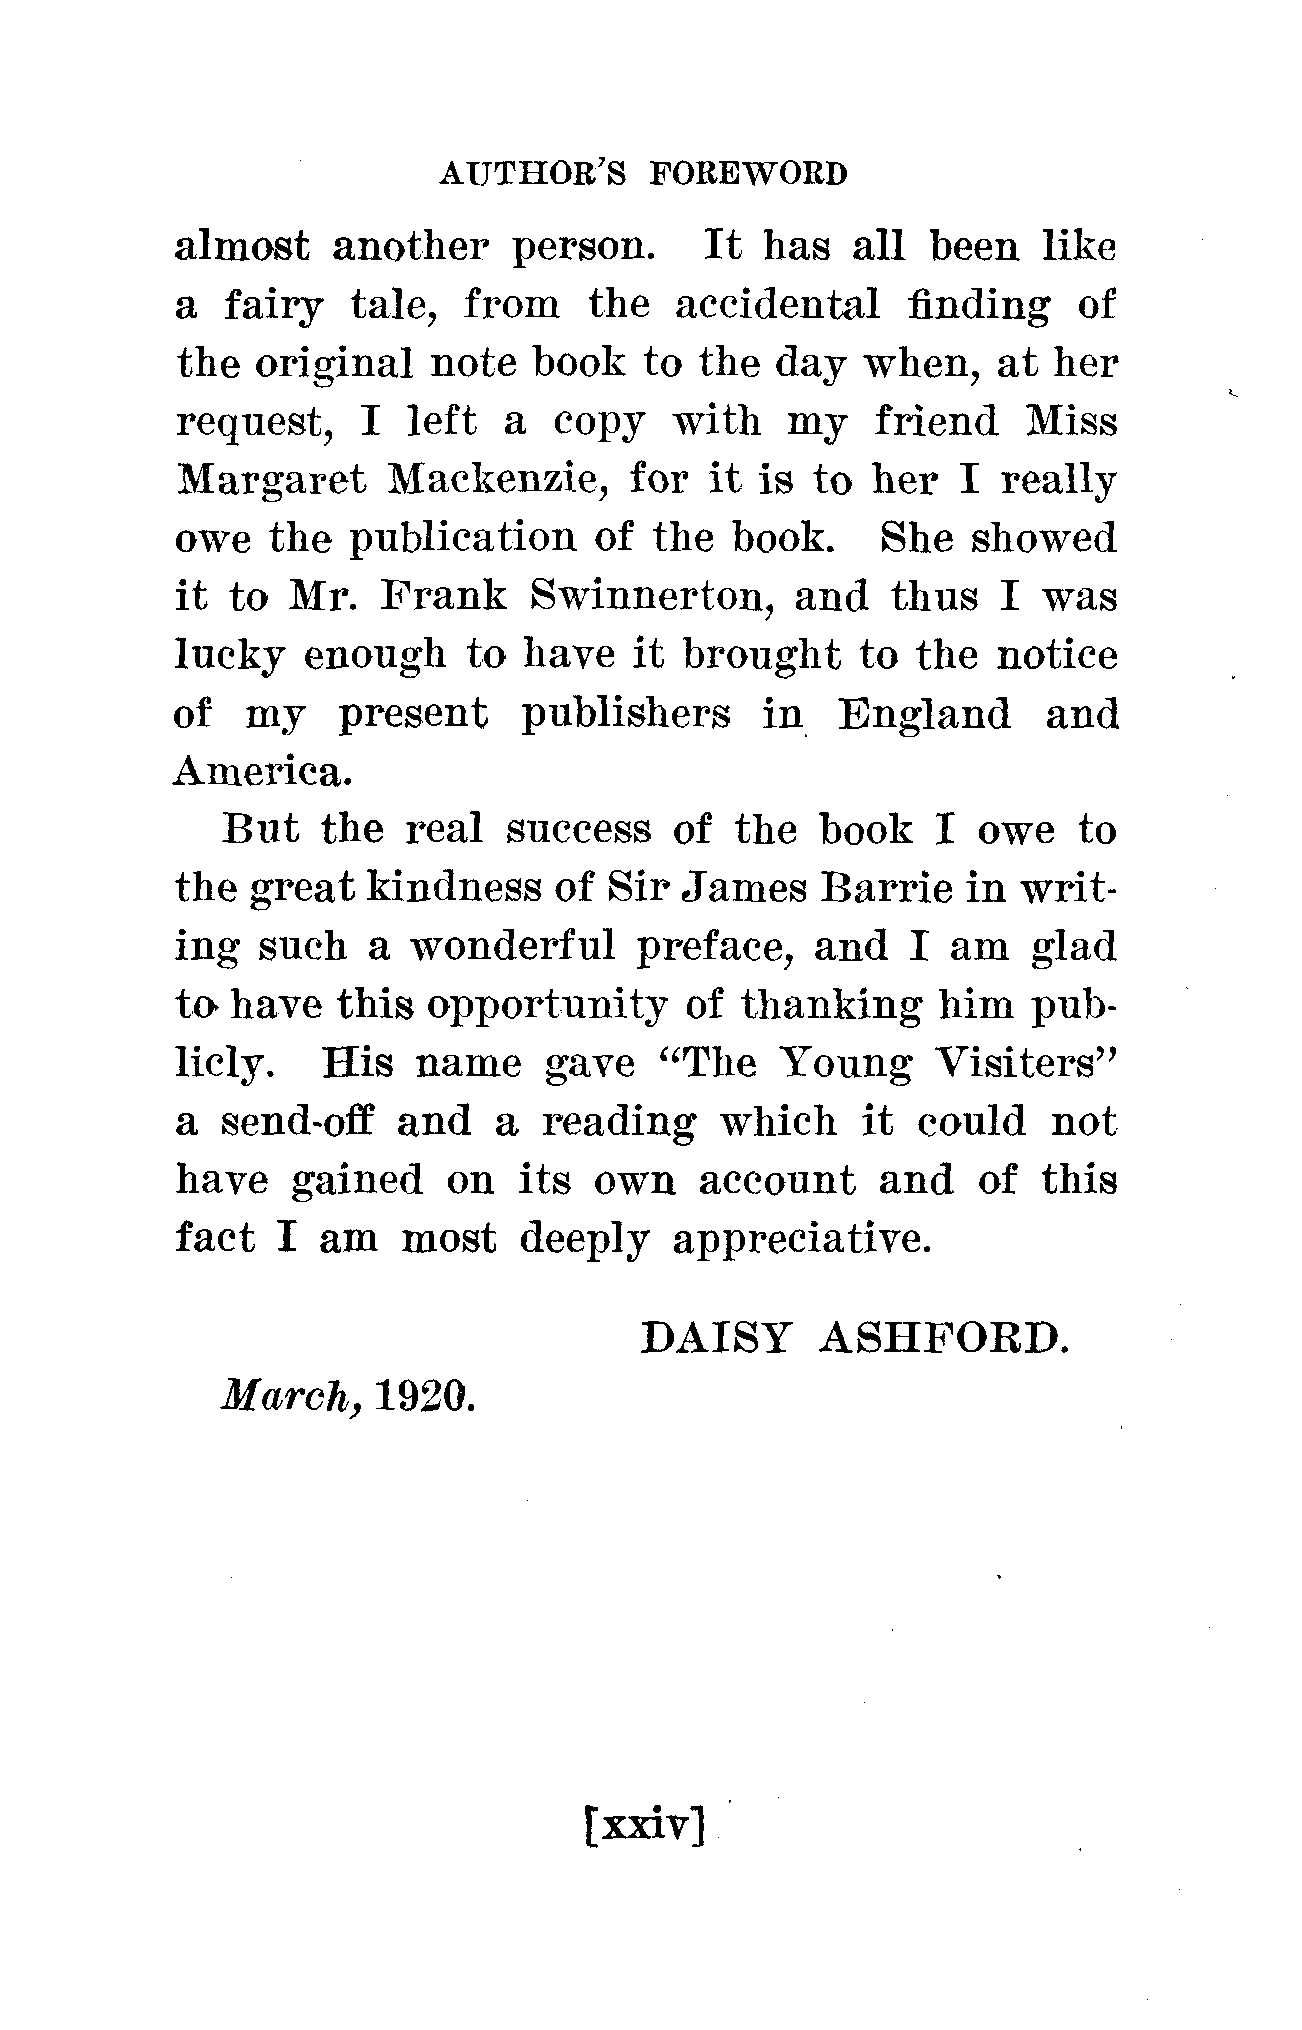 AUTHOR'S FOREWORD
almost another person. It has all been like
a fairy tale, from the accidental finding of
the original note book to the day when, at her
request, I left a copy with my friend Miss
Margaret Mackenzie, for it is to her I really
owe the publication of the book. She showed
it to Mr. Frank Swinnerton, and thus I was
lucky enough to have it brought to the notice
of my present publishers in England and
America.
But the real success of the book I owe to
the great kindness of Sir James Barrie in writ-
ing such a wonderful preface, and I am glad
to have this opportunity of thanking him pub-
licly. His name gave “The Young Visiters”
a send-off and a reading which it could not
have gained on its own account and of this
fact I am most deeply appreciative.
DAISY ASHFORD.
March, 1920.
[xxiv]